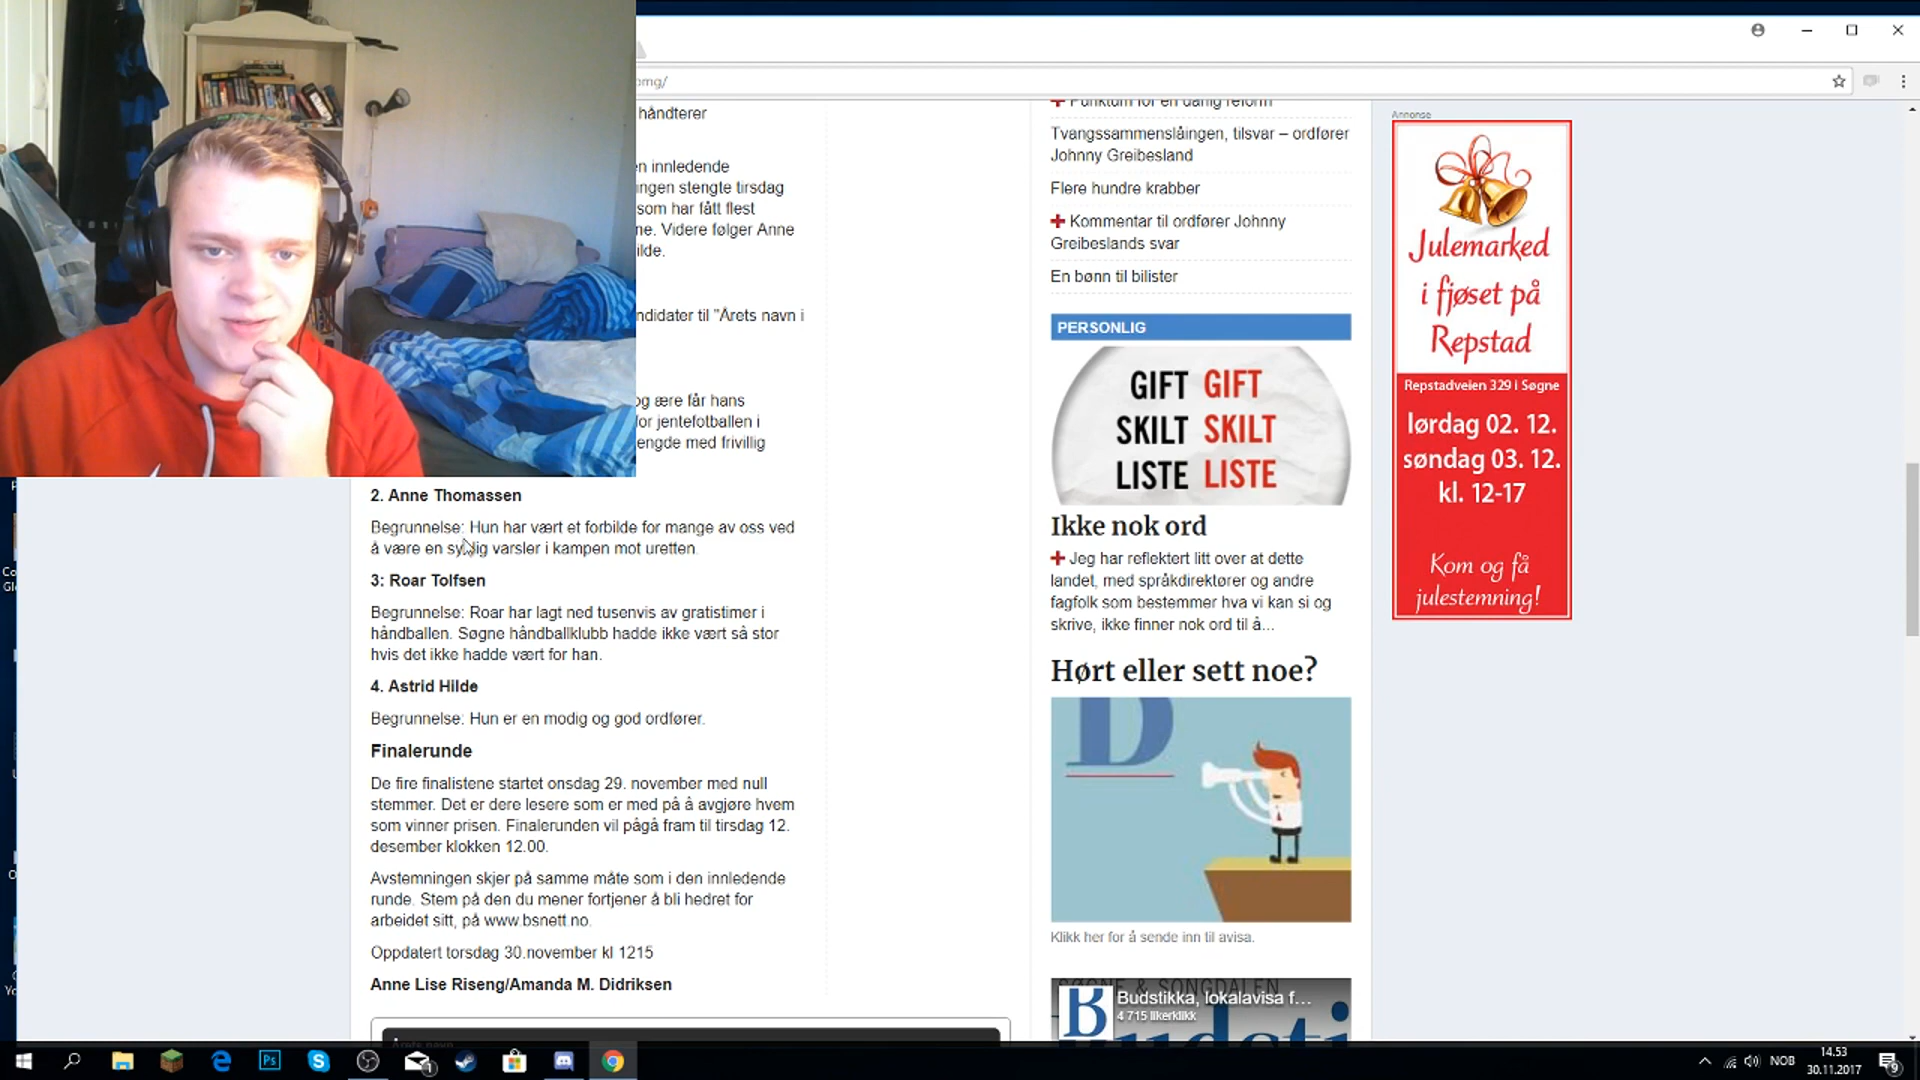 omg/
håndterer
n innledende
ingen stengte tirsdag
som har fått flest
ne. Videre følger Anne
ilde.
ndidater til "Årets navn i
og ære får hans
for jentefotballen i
engde med frivillig
2. Anne Thomassen
Begrunnelse: Hun har vært et forbilde for mange av oss ved
å være en synlig varsler i kampen mot uretten.
3: Roar Tolfsen
Begrunnelse: Roar har lagt ned tusenvis av gratistimer i
håndballen. Søgne håndballklubb hadde ikke vært så stor
hvis det ikke hadde vært for han.
4. Astrid Hilde
Begrunnelse: Hun er en modig og god ordfører.
Finalerunde
De fire finalistene startet onsdag 29. november med null
stemmer. Det er dere lesere som er med på å avgjøre hvem
som vinner prisen. Finalerunden vil pågå fram til tirsdag 12.
desember klokken 12.00.
Avstemningen skjer på samme måte som i den innledende
runde. Stem på den du mener fortjener å bli hedret for
arbeidet sitt, på www.bsnett.no.
Oppdatert torsdag 30.november kl 1215
Anne Lise Riseng/Amanda M. Didriksen
Årets navn
Punktum for en dårlig reform
Tvangssammenslåingen, tilsvar – ordfører
Johnny Greibesland
Flere hundre krabber
Kommentar til ordfører Johnny
Greibeslands svar
En bønn til bilister
PERSONLIG
GIFT GIFT
SKILT SKILT
LISTE LISTE
Ikke nok ord
Jeg har reflektert litt over at dette
landet, med språkdirektører og andre
fagfolk som bestemmer hva vi kan si og
skrive, ikke finner nok ord til å...
Hørt eller sett noe?
D
Klikk her for å sende inn til avisa.
SØGNE & SONGDALEN
B
Budstikka, lokalavisa f...
4 715 likerklikk
Annonse
Julemarked
i fjøset på
Repstad
Repstadveien 329 i Søgne
lørdag 02. 12.
søndag 03. 12.
kl. 12-17
Kom og få
julestemning!
Ps
NOB
14.53
30.11.2017